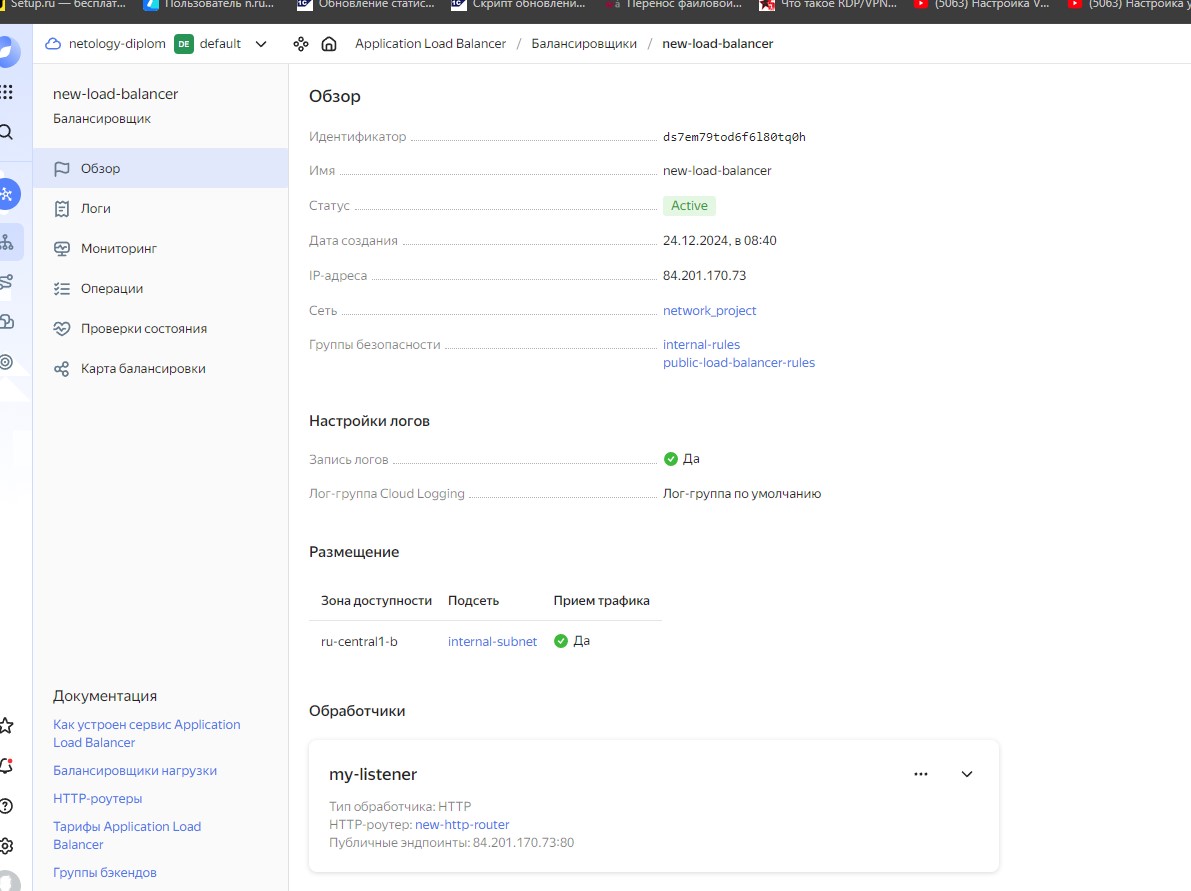 Setup.ru — бесплат...
Пользователь n.ru...
Обновление статис...
Скрипт обновлени...
Перенос файловой...
Что такое RDP/VPN...
(5063) Настройка V...
(5063) Настройка у
netology-diplom DE default
Application Load Balancer / Балансировщики / new-load-balancer
new-load-balancer
Балансировщик
Обзор
Логи
Мониторинг
Операции
Проверки состояния
Карта балансировки
Документация
Как устроен сервис Application
Load Balancer
Балансировщики нагрузки
HTTP-роутеры
Тарифы Application Load
Balancer
Группы бэкендов
Обзор
Идентификатор ds7em79tod6f6l80tq0h
Имя new-load-balancer
Статус Active
Дата создания 24.12.2024, в 08:40
IP-адреса 84.201.170.73
Сеть network_project
Группы безопасности internal-rules
public-load-balancer-rules
Настройки логов
Запись логов Да
Лог-группа Cloud Logging Лог-группа по умолчанию
Размещение
Зона доступности Подсеть Прием трафика
ru-central1-b internal-subnet Да
Обработчики
my-listener
Тип обработчика: HTTP
HTTP-роутер: new-http-router
Публичные эндпоинты: 84.201.170.73:80